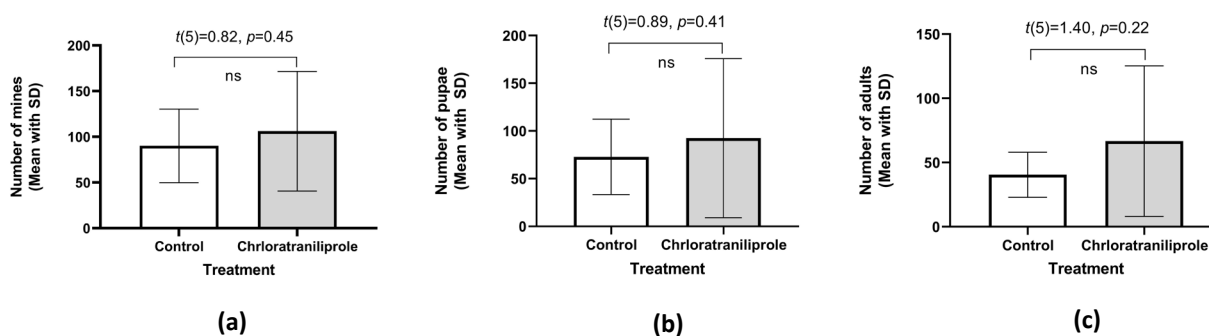 t(5)=0.82, p=0.45
ns
200
150
100
50
0
Number of mines
(Mean with SD)
Control
Chrloratraniliprole
Treatment
(a)
t(5)=0.89, p=0.41
ns
200
150
100
50
0
Number of pupae
(Mean with SD)
Control
Chrloratraniliprole
Treatment
(b)
t(5)=1.40, p=0.22
ns
150
100
50
0
Number of adults
(Mean with SD)
Control
Chrloratraniliprole
Treatment
(c)